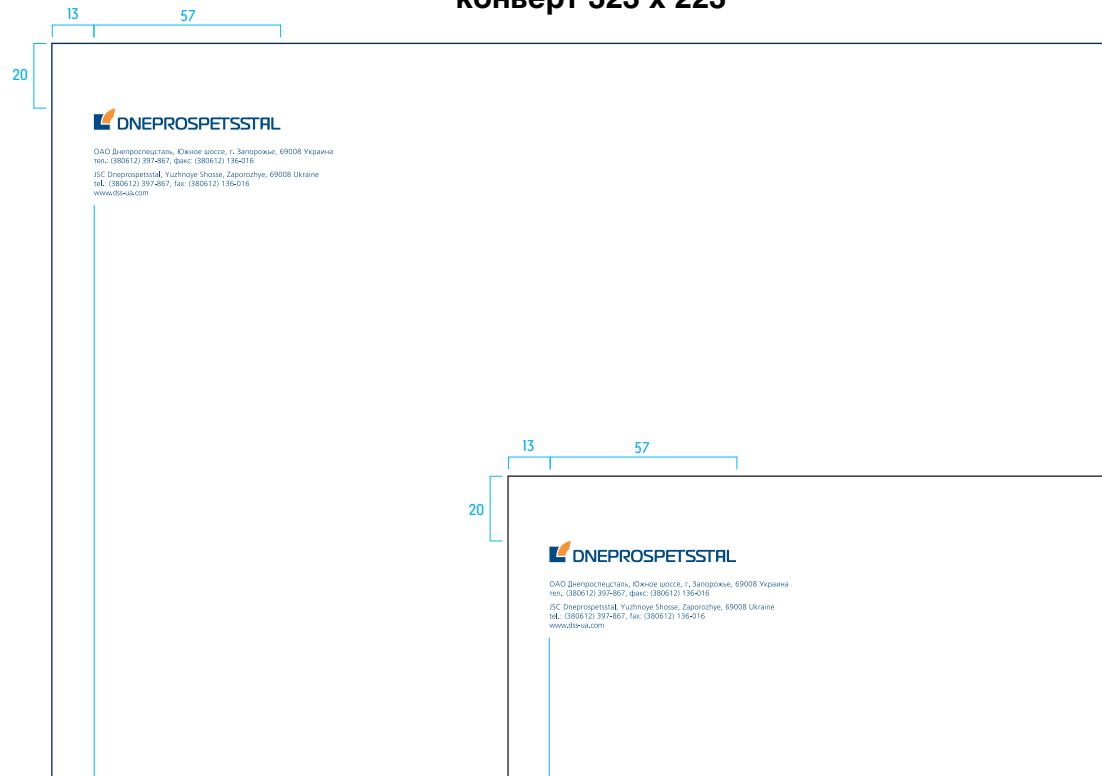 конверт 323 х 223
13
57
20
DNEPROSPETSSTAL
ОАО Днепроспецсталь, Южное шоссе, г. Запорожье, 69008 Украина
тел.: (380612) 397-867, факс: (380612) 136-016
JSC Dneprospetsstal, Yuzhnoye Shosse, Zaporozhye, 69008 Ukraine
tel.: (380612) 397-867, fax: (380612) 136-016
www.dss-ua.com
13
57
20
DNEPROSPETSSTAL
ОАО Днепроспецсталь, Южное шоссе, г. Запорожье, 69008 Украина
тел.: (380612) 397-867, факс: (380612) 136-016
JSC Dneprospetsstal, Yuzhnoye Shosse, Zaporozhye, 69008 Ukraine
tel.: (380612) 397-867, fax: (380612) 136-016
www.dss-ua.com